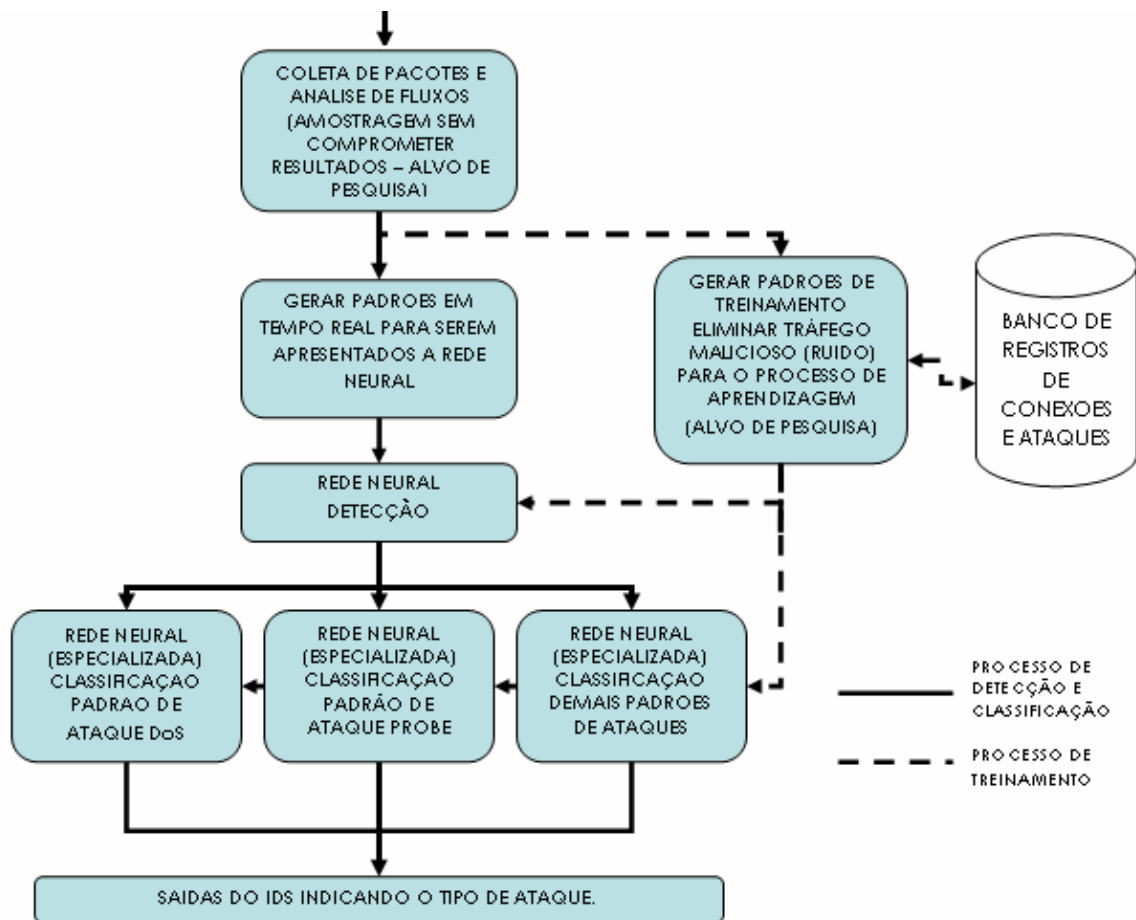 COLETA DE PACOTES E
ANALISE DE FLUXOS
(AMOSTRAGEM SEM
COMPROMETER
RESULTADOS – ALVO DE
PESQUISA)
GERAR PADROES EM
TEMPO REAL PARA SEREM
APRESENTADOS A REDE
NEURAL
GERAR PADROES DE
TREINAMENTO
ELIMINAR TRÁFEGO
MALICIOSO (RUIDO)
PARA O PROCESSO DE
APRENDIZAGEM
(ALVO DE PESQUISA)
BANCO DE
REGISTROS
DE
CONEXOES
E ATAQUES
REDE NEURAL
DETECÇÃO
REDE NEURAL
(ESPECIALIZADA)
CLASSIFICAÇAO
PADRAO DE
ATAQUE DoS
REDE NEURAL
(ESPECIALIZADA)
CLASSIFICAÇAO
PADRÃO DE
ATAQUE PROBE
REDE NEURAL
(ESPECIALIZADA)
CLASSIFICAÇAO
DEMAIS PADROES
DE ATAQUES
PROCESSO DE
DETECÇÃO E
CLASSIFICAÇÃO
PROCESSO DE
TREINAMENTO
SAIDAS DO IDS INDICANDO O TIPO DE ATAQUE.